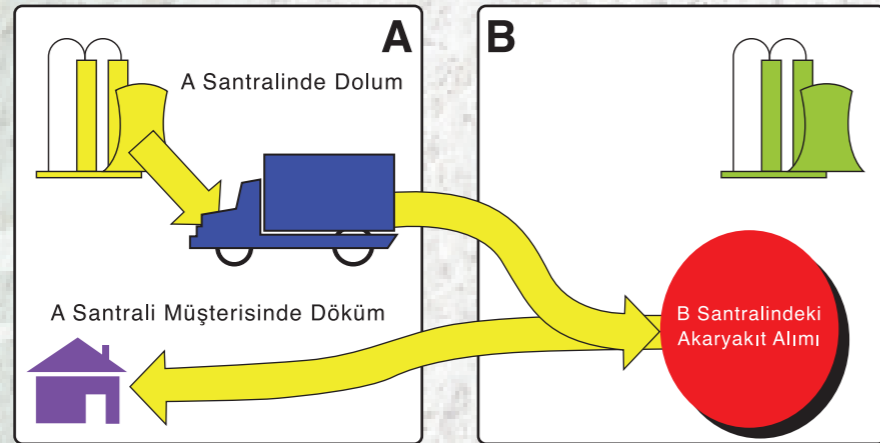 A
B
A Santralinde Dolum
A Santrali Müşterisinde Döküm
B Santralindeki
Akaryakıt Alımı